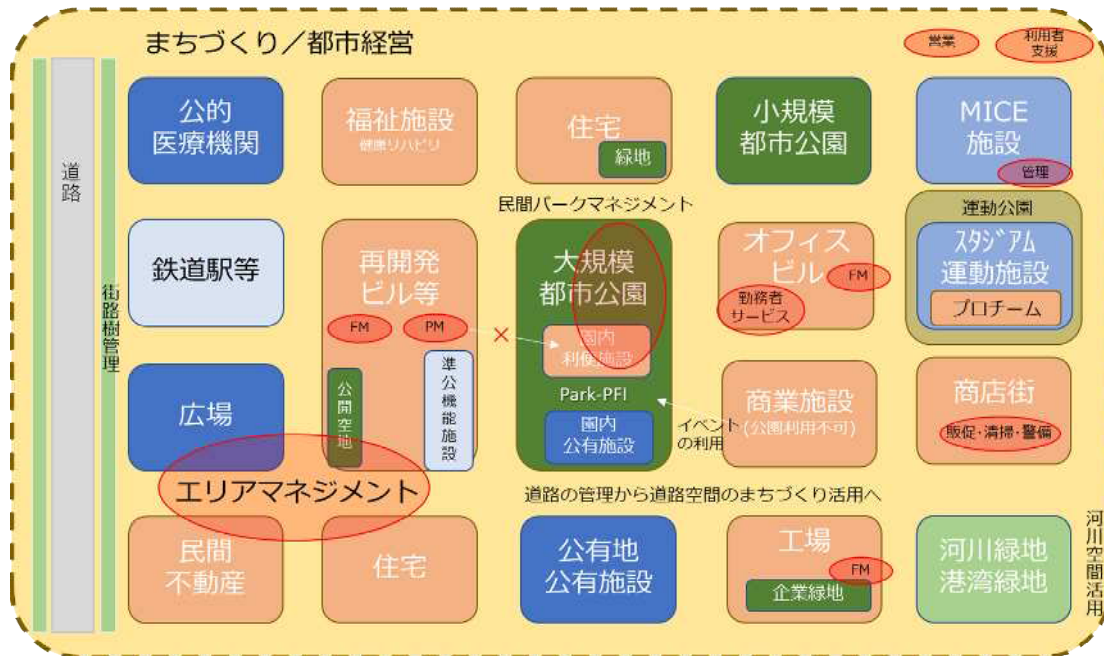 まちづくり／都市経営
営業
利用者
支援
道路
街路樹管理
公的
医療機関
福祉施設
健康リハビリ
住宅
緑地
小規模
都市公園
MICE
施設
管理
民間パークマネジメント
鉄道駅等
再開発
ビル等
FM
PM
×
公開空地
準公機能施設
大規模
都市公園
園内
利便施設
Park-PFI
園内
公有施設
イベント
の利用
オフィス
ビル
FM
勤務者
サービス
運動公園
ｽﾀｼﾞｱﾑ
運動施設
プロチーム
広場
商業施設
(公園利用不可)
商店街
販促・清掃・警備
エリアマネジメント
道路の管理から道路空間のまちづくり活用へ
民間
不動産
住宅
公有地
公有施設
工場
FM
企業緑地
河川緑地
港湾緑地
河川空間活用